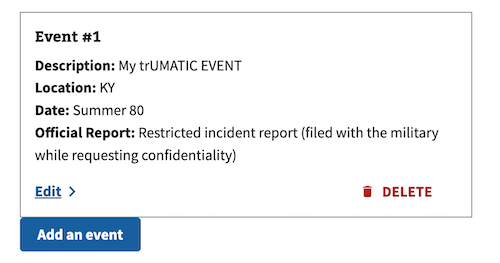 Event #1
Description: My trUMATIC EVENT
Location: KY
Date: Summer 80
Official Report: Restricted incident report (filed with the military
while requesting confidentiality)
Edit DELETE
Add an event